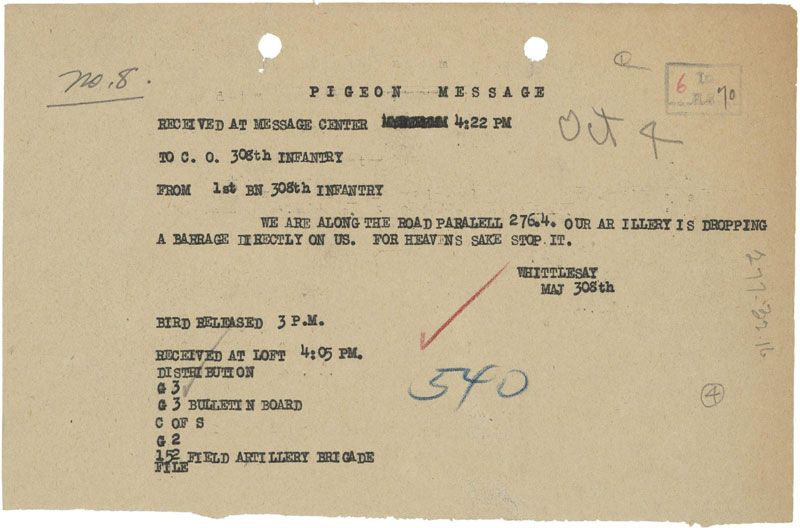 no. 8.
6
70
PIGEON MESSAGE
RECEIVED AT MESSAGE CENTER 4:22 PM
Oct 4
TO C. O. 308th INFANTRY
FROM 1st BN 308th INFANTRY
WE ARE ALONG THE ROAD PARALELL 276.4. OUR AR ILLERY IS DROPPING
A BARRAGE DIRECTLY ON US. FOR HEAVENS SAKE STOP IT.
WHITTLESAY
MAJ 308th
BIRD RELEASED 3 P.M.
RECEIVED AT LOFT 4:05 PM.
DISTRIBUTION
G 3
540
G 3 BULLETIN BOARD
4
C OF S
G 2
152 FIELD ARTILLERY BRIGADE
FILE